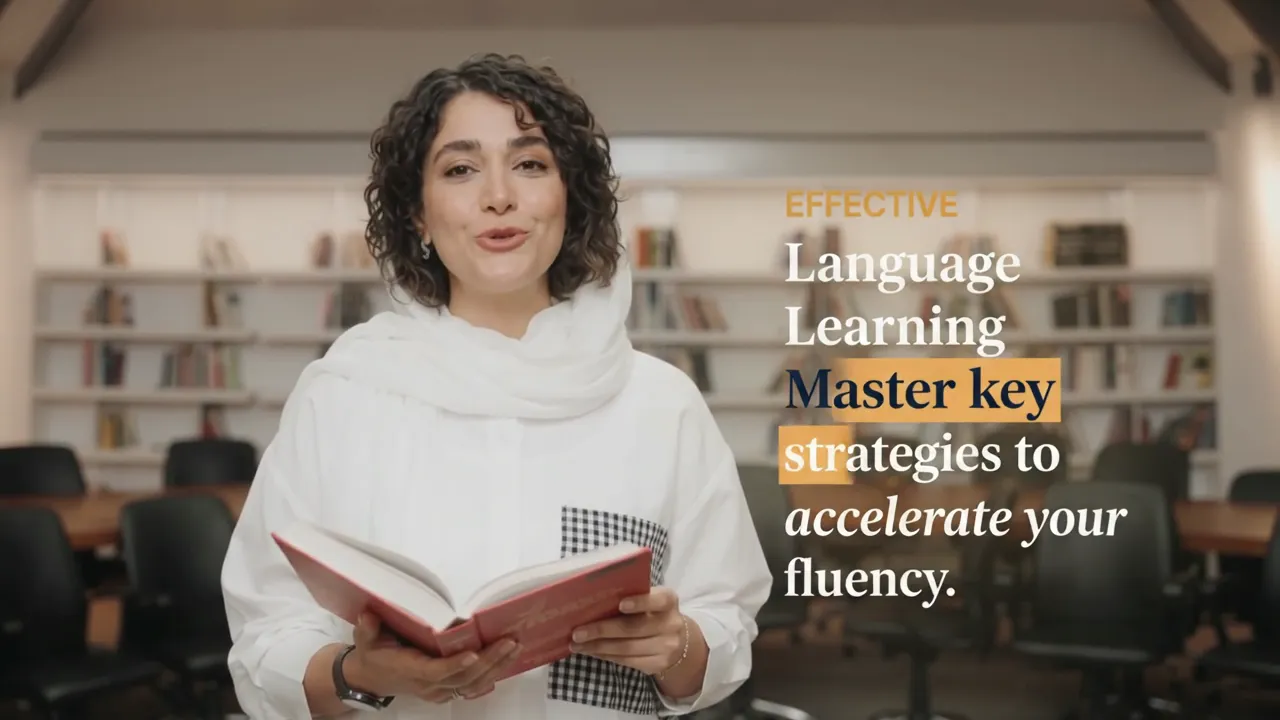 EFFECTIVE
Language
Learning
Master key
strategies to
accelerate your
fluency.